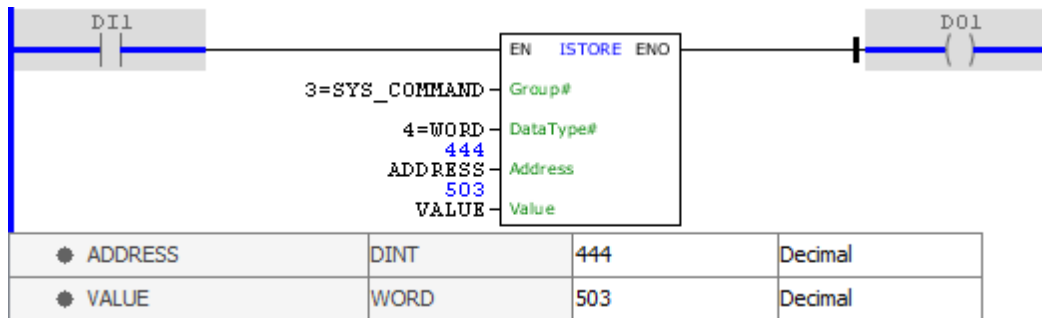 DI1 DO1
EN ISTORE ENO
3=SYS_COMMAND Group#
4=WORD DataType#
444
ADDRESS Address
503
VALUE Value
ADDRESS DINT 444 Decimal
VALUE WORD 503 Decimal